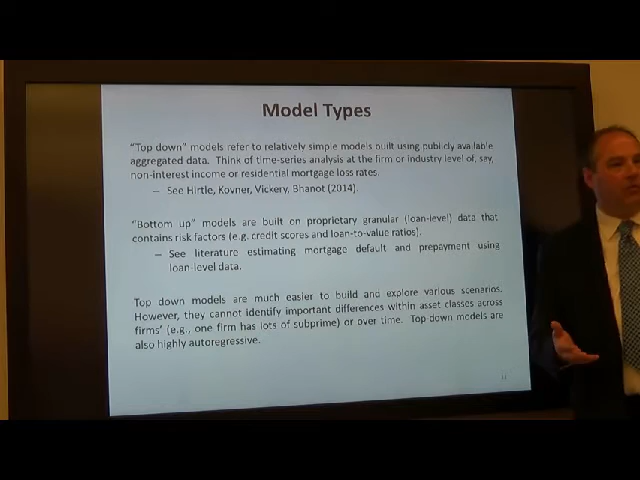 Model Types
"Top down" models refer to relatively simple models built using publicly available
aggregated data. Think of time-series analysis at the firm or industry level of, say,
non-interest income or residential mortgage loss rates.
– See Hirtle, Kovner, Vickery, Bhanot (2014).
"Bottom up" models are built on proprietary granular (loan-level) data that
contains risk factors (e.g. credit scores and loan-to-value ratios).
– See literature estimating mortgage default and prepayment using
loan-level data.
Top down models are much easier to build and explore various scenarios.
However, they cannot identify important differences within asset classes across
firms' (e.g., one firm has lots of subprime) or over time. Top-down models are
also highly autoregressive.